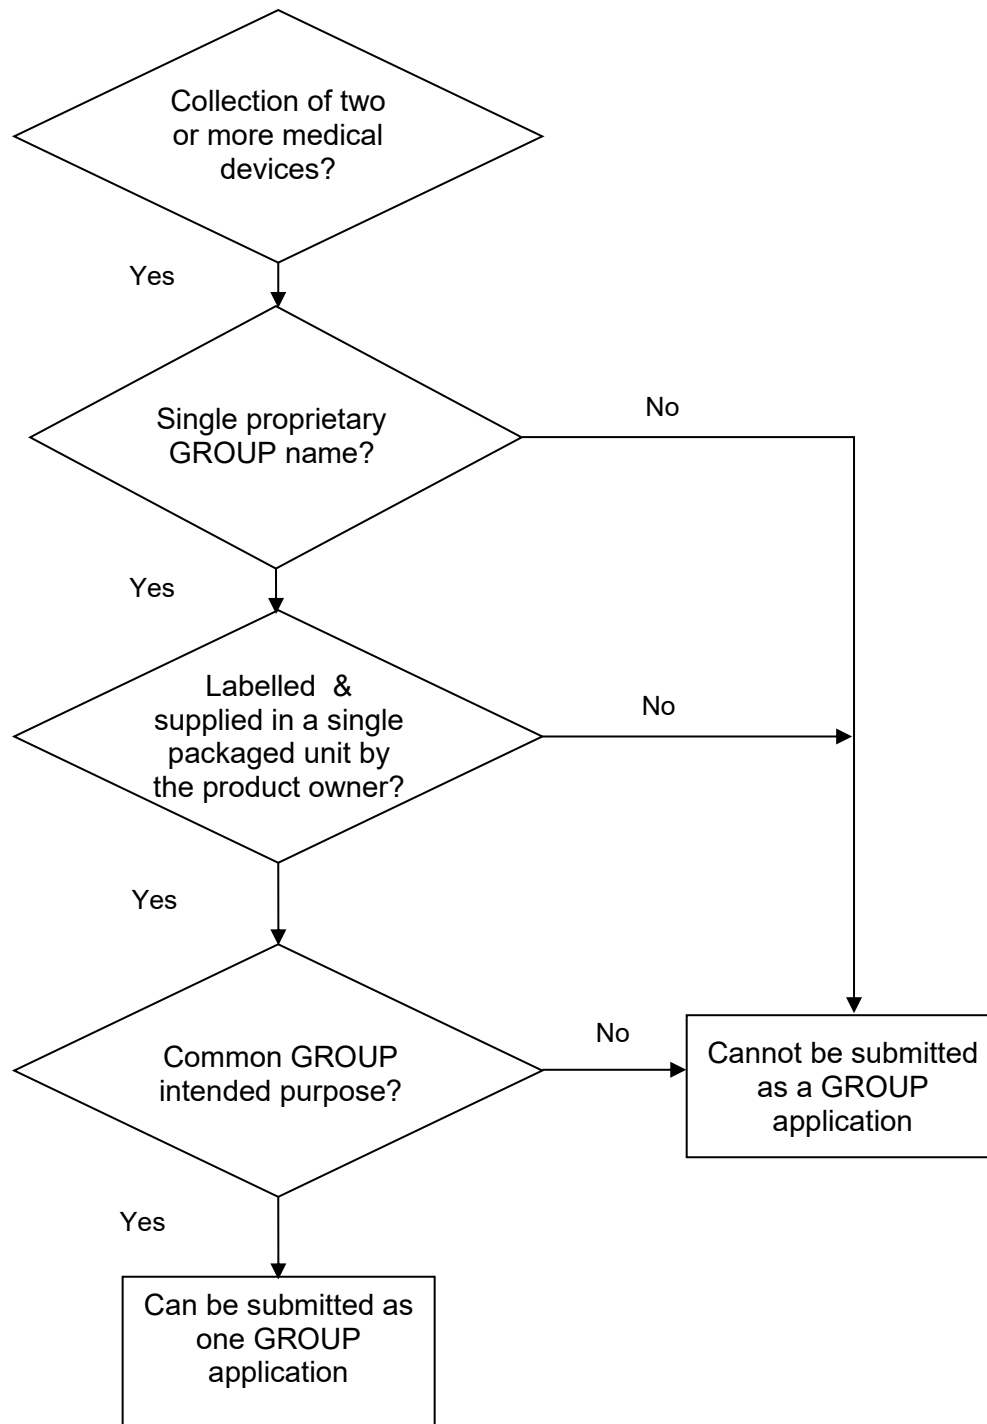 Collection of two
or more medical
devices?
Yes
Single proprietary
GROUP name?
No
Yes
Labelled &
supplied in a single
packaged unit by
the product owner?
No
Yes
Common GROUP
intended purpose?
No
Cannot be submitted
as a GROUP
application
Yes
Can be submitted as
one GROUP
application